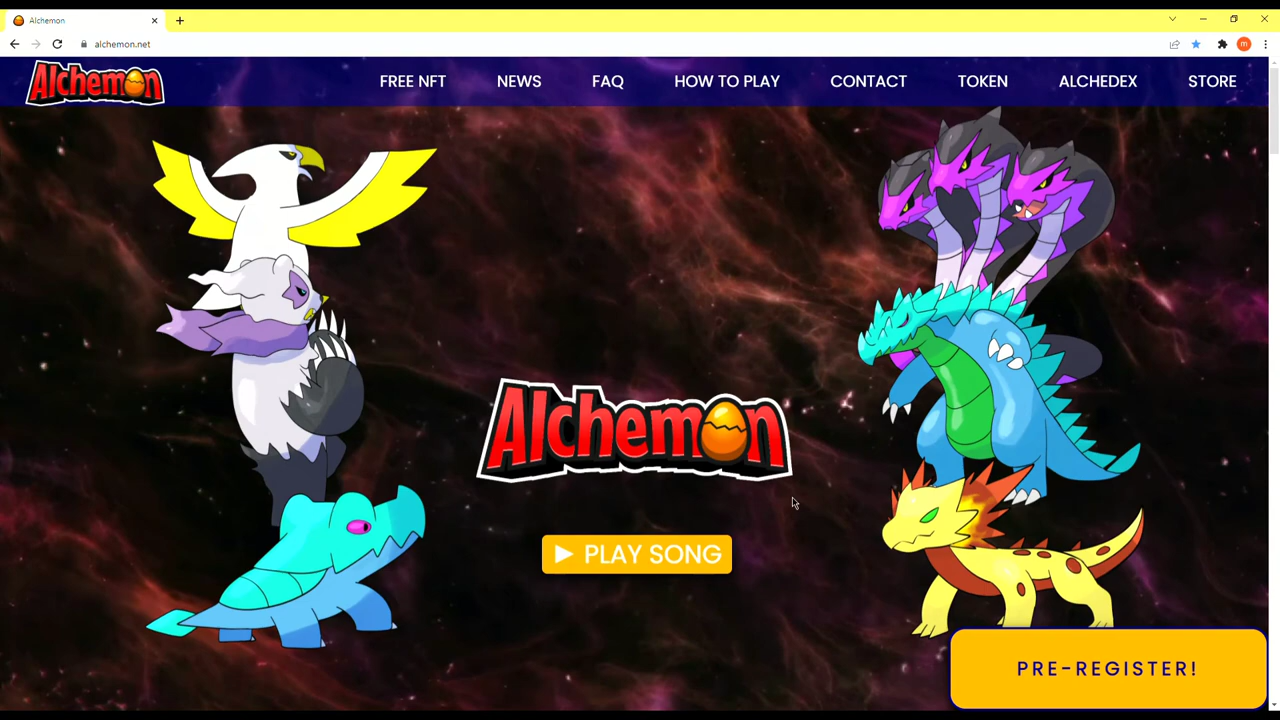 Alchemon
alchemon.net
m
Alchemon
FREE NFT NEWS FAQ HOW TO PLAY CONTACT TOKEN ALCHEDEX STORE
Alchemon
PLAY SONG
PRE-REGISTER!